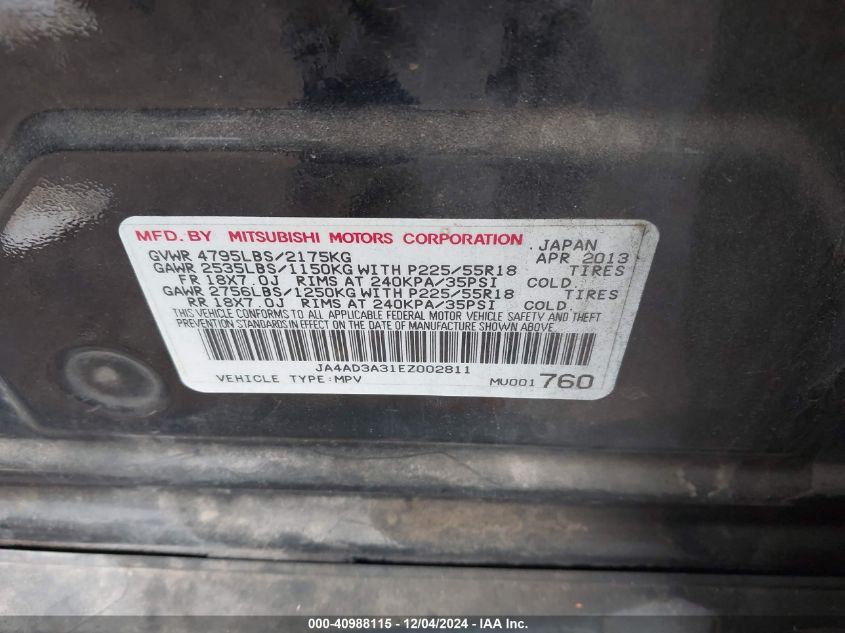 MFD. BY MITSUBISHI MOTORS CORPORATION , JAPAN
GVWR 4795LBS/2175KG APR 2013
GAWR 2535LBS/1150KG WITH P225/55R18 TIRES
FR 18X7.0J RIMS AT 240KPA/35PSI COLD
GAWR 2756LBS/1250KG WITH P225/55R18 TIRES
RR 18X7.0J RIMS AT 240KPA/35PSI COLD.
THIS VEHICLE CONFORMS TO ALL APPLICABLE FEDERAL MOTOR VEHICLE SAFETY AND THEFT
PREVENTION STANDARDS IN EFFECT ON THE DATE OF MANUFACTURE SHOWN ABOVE.
JA4AD3A31EZ002811
VEHICLE TYPE:MPV MU001 760
000-40988115 - 12/04/2024 - IAA Inc.